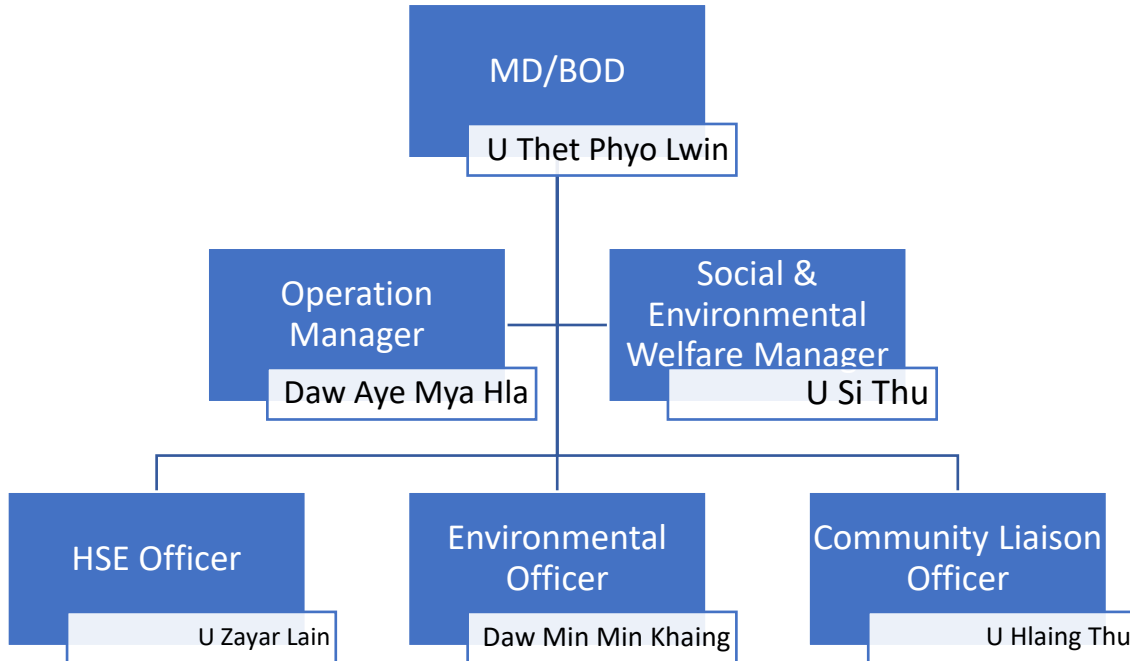 MD/BOD
U Thet Phyo Lwin
Operation
Manager
Daw Aye Mya Hla
Social &
Environmental
Welfare Manager
U Si Thu
HSE Officer
U Zayar Lain
Environmental
Officer
Daw Min Min Khaing
Community Liaison
Officer
U Hlaing Thu